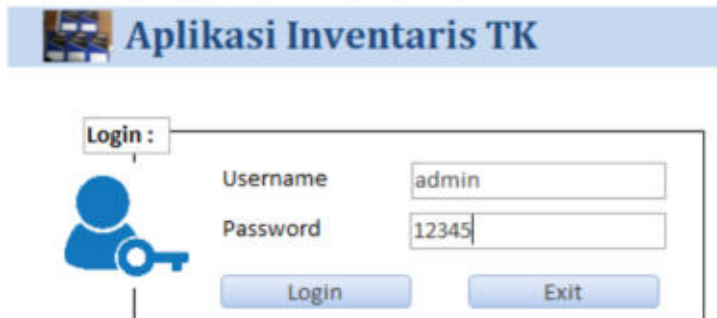 Aplikasi Inventaris TK
Login :
Username admin
Password 12345
Login Exit